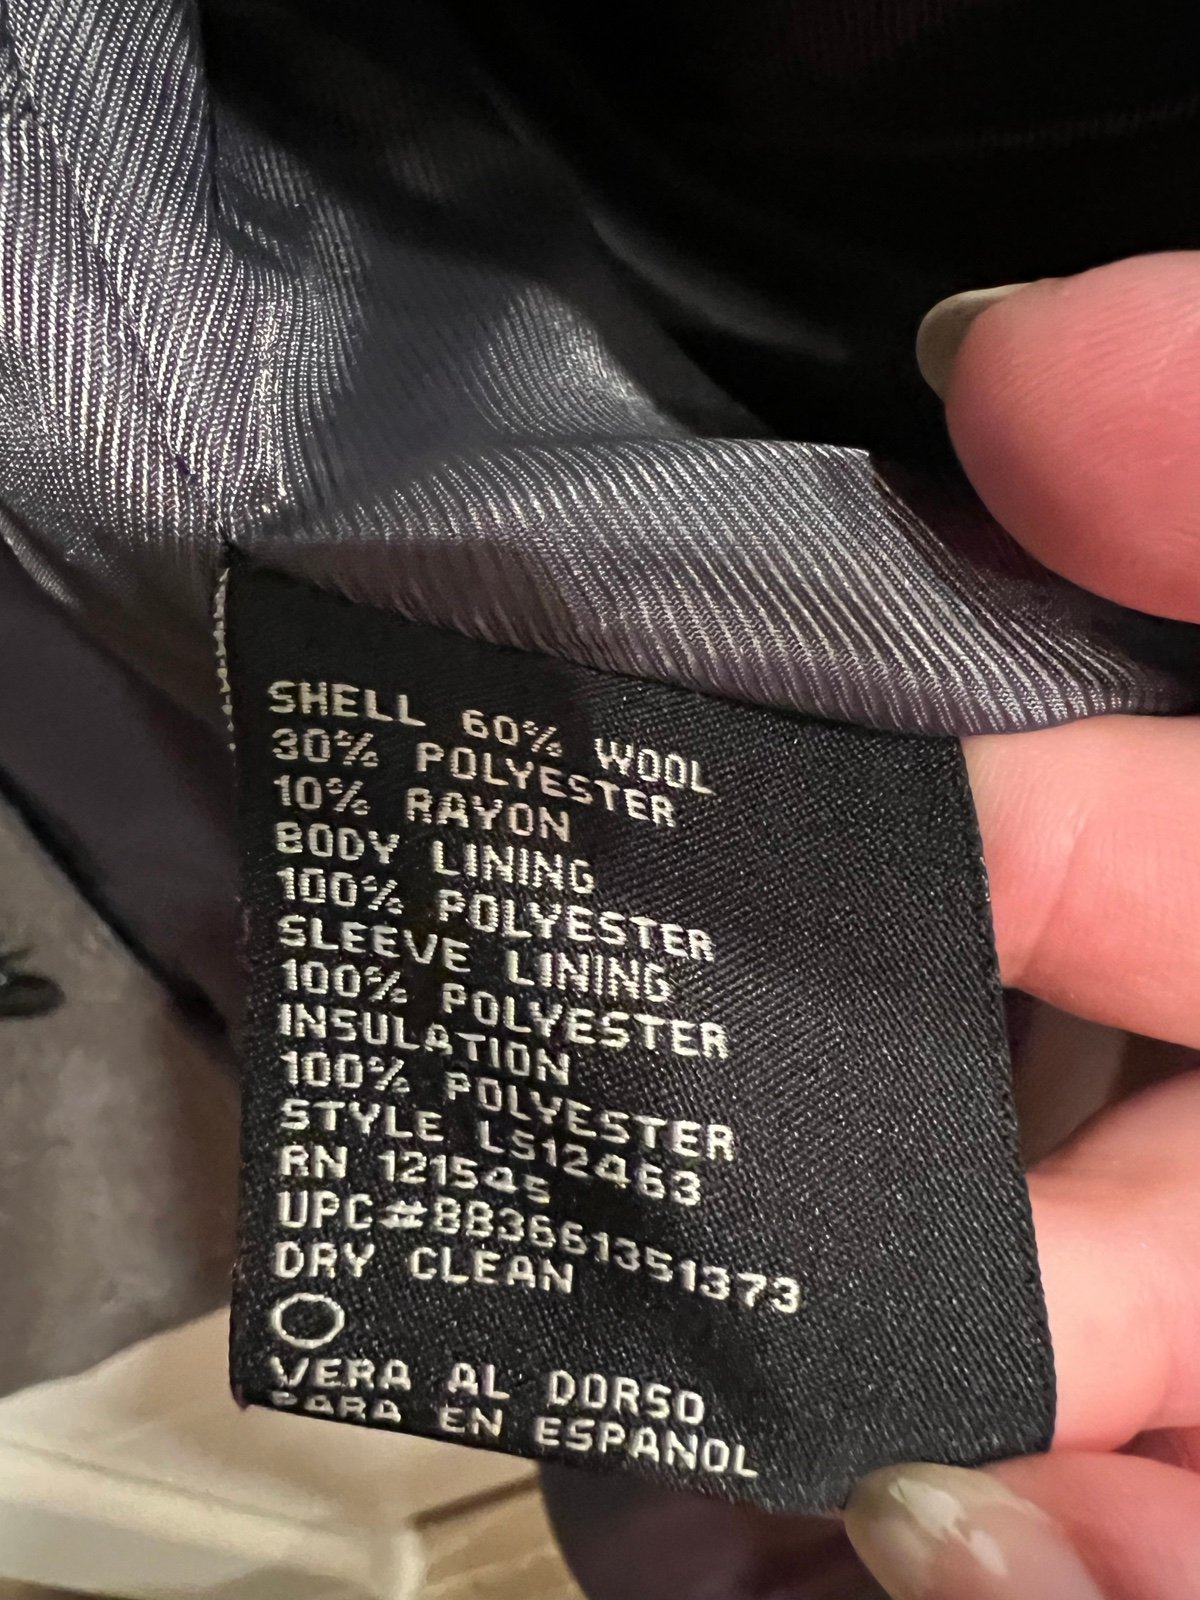 SHELL 60% WOOL
30% POLYESTER
10% RAYON
BODY LINING
100% POLYESTER
SLEEVE LINING
100% POLYESTER
INSULATION
100% POLYESTER
STYLE LS12463
RN 121545
UPC#883661351373
DRY CLEAN
VERA AL DORSO
PARA EN ESPANOL